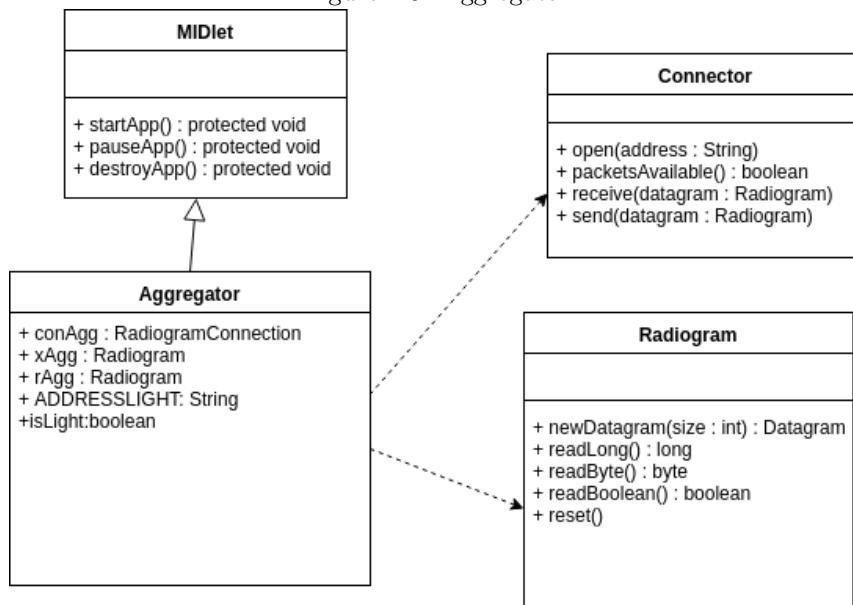 MIDlet
+ startApp() : protected void
+ pauseApp() : protected void
+ destroyApp() : protected void
Connector
+ open(address : String)
+ packetsAvailable() : boolean
+ receive(datagram : Radiogram)
+ send(datagram : Radiogram)
Aggregator
+ conAgg : RadiogramConnection
+ xAgg : Radiogram
+ rAgg : Radiogram
+ ADDRESSLIGHT: String
+isLight:boolean
Radiogram
+ newDatagram(size : int) : Datagram
+ readLong() : long
+ readByte() : byte
+ readBoolean() : boolean
+ reset()